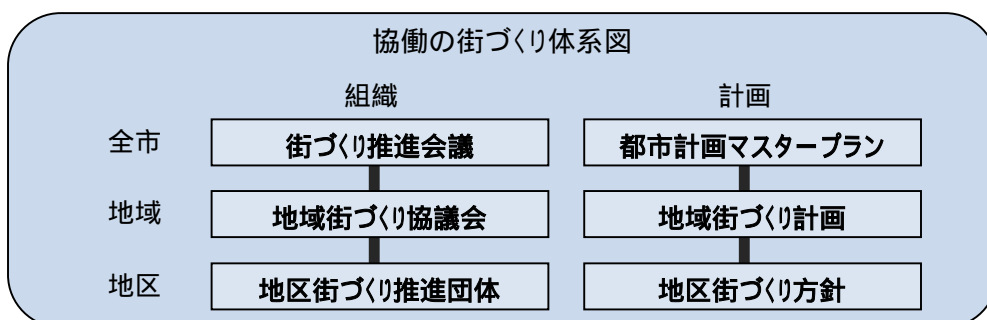 協働の街づくり体系図
組織 計画
全市 街づくり推進会議 都市計画マスタープラン
地域 地域街づくり協議会 地域街づくり計画
地区 地区街づくり推進団体 地区街づくり方針